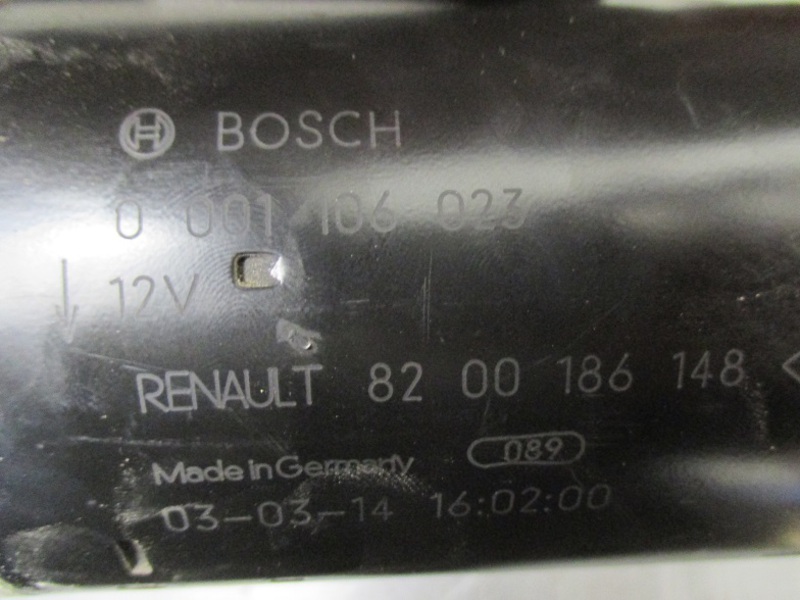 BOSCH
0 001 106 023
12V
RENAULT 82 00 186 148 <
Made in Germany 089
03-03-14 16:02:00